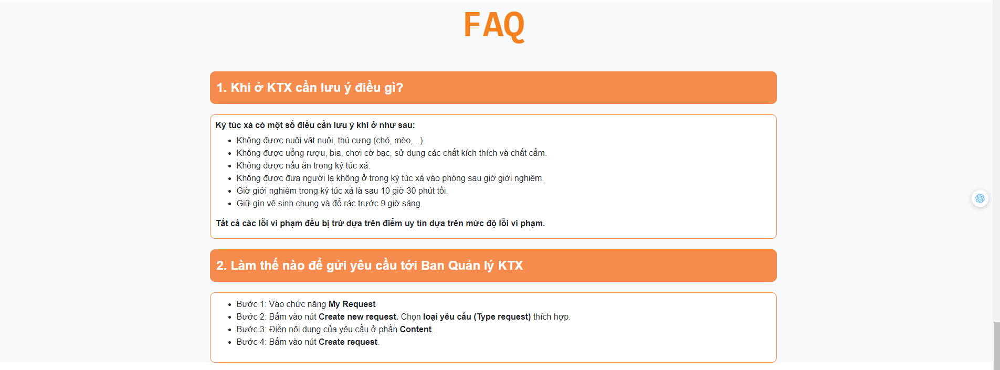 FAQ
1. Khi ở KTX cần lưu ý điều gì?
Ký túc xá có một số điều cần lưu ý khi ở như sau:
Không được nuôi vật nuôi, thú cưng (chó, mèo,...).
Không được uống rượu, bia, chơi cờ bạc, sử dụng các chất kích thích và chất cấm.
Không được nấu ăn trong ký túc xá.
Không được đưa người lạ không ở trong ký túc xá vào phòng sau giờ giới nghiêm.
Giờ giới nghiêm trong ký túc xá là sau 10 giờ 30 phút tối.
Giữ gìn vệ sinh chung và đổ rác trước 9 giờ sáng.
Tất cả các lỗi vi phạm đều bị trừ dựa trên điểm uy tín dựa trên mức độ lỗi vi phạm.
2. Làm thế nào để gửi yêu cầu tới Ban Quản lý KTX
Bước 1: Vào chức năng My Request
Bước 2: Bấm vào nút Create new request. Chọn loại yêu cầu (Type request) thích hợp.
Bước 3: Điền nội dung của yêu cầu ở phần Content.
Bước 4: Bấm vào nút Create request.